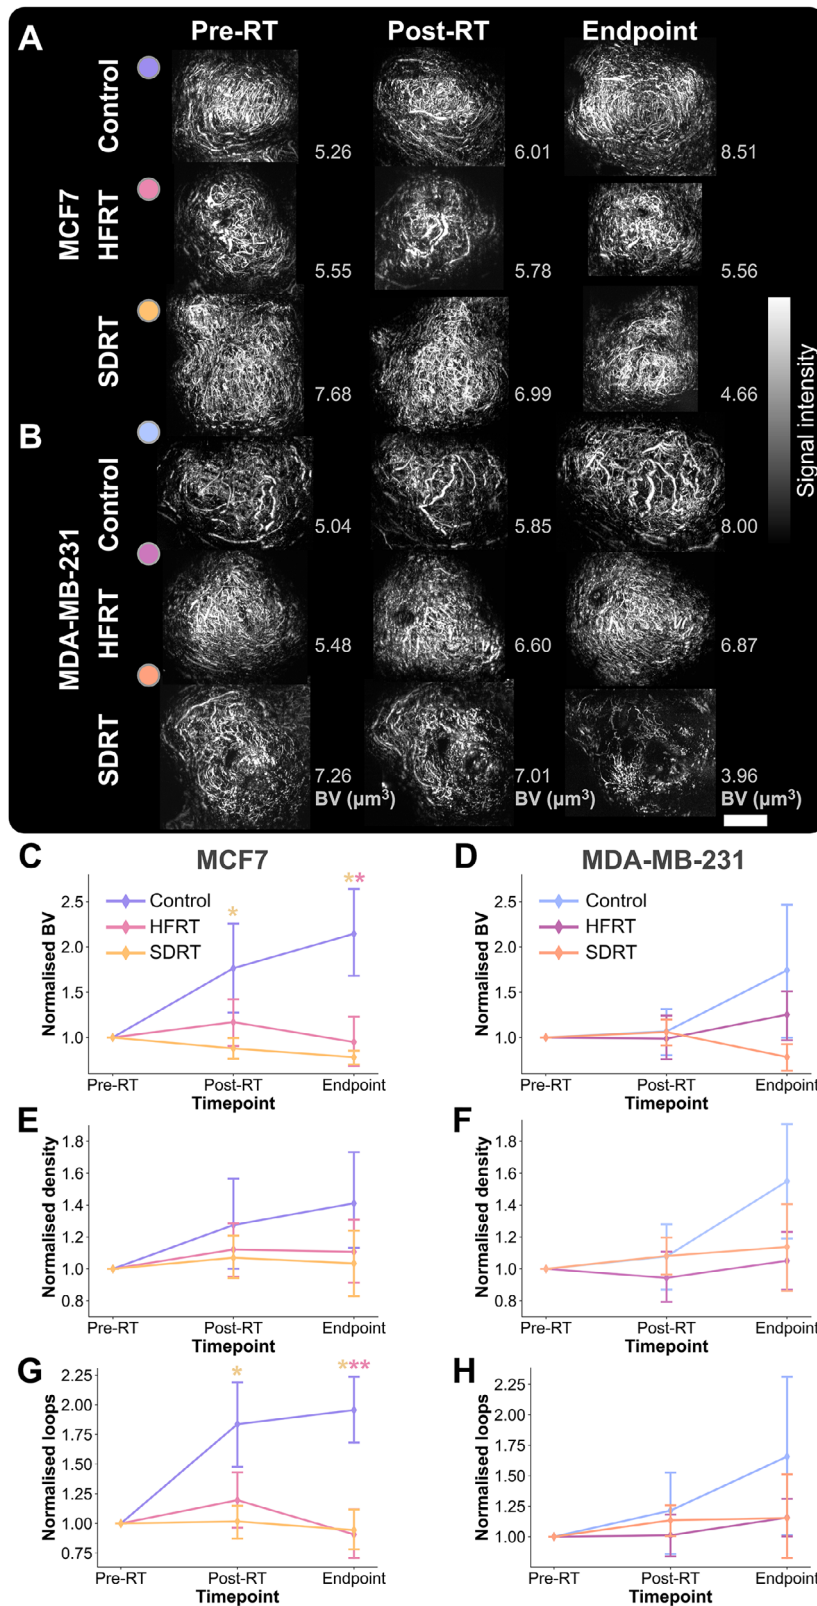 A
Pre-RT Post-RT Endpoint
Control
5.26 6.01 8.51
MCF7
HFRT
5.55 5.78 5.56
SDRT
7.68 6.99 4.66
Signal intensity
B
Control
5.04 5.85 8.00
MDA-MB-231
HFRT
5.48 6.60 6.87
SDRT
7.26 7.01 3.96
BV (μm³) BV (μm³) BV (μm³)
C MCF7
**
*
Control
HFRT
SDRT
Normalised BV
2.5
2.0
1.5
1.0
Pre-RT Post-RT Endpoint
Timepoint
D MDA-MB-231
Control
HFRT
SDRT
Normalised BV
2.5
2.0
1.5
1.0
Pre-RT Post-RT Endpoint
Timepoint
E
Normalised density
1.8
1.6
1.4
1.2
1.0
0.8
Pre-RT Post-RT Endpoint
Timepoint
F
Normalised density
1.8
1.6
1.4
1.2
1.0
0.8
Pre-RT Post-RT Endpoint
Timepoint
G
* ***
Normalised loops
2.25
2.00
1.75
1.50
1.25
1.00
0.75
Pre-RT Post-RT Endpoint
Timepoint
H
Normalised loops
2.25
2.00
1.75
1.50
1.25
1.00
Pre-RT Post-RT Endpoint
Timepoint